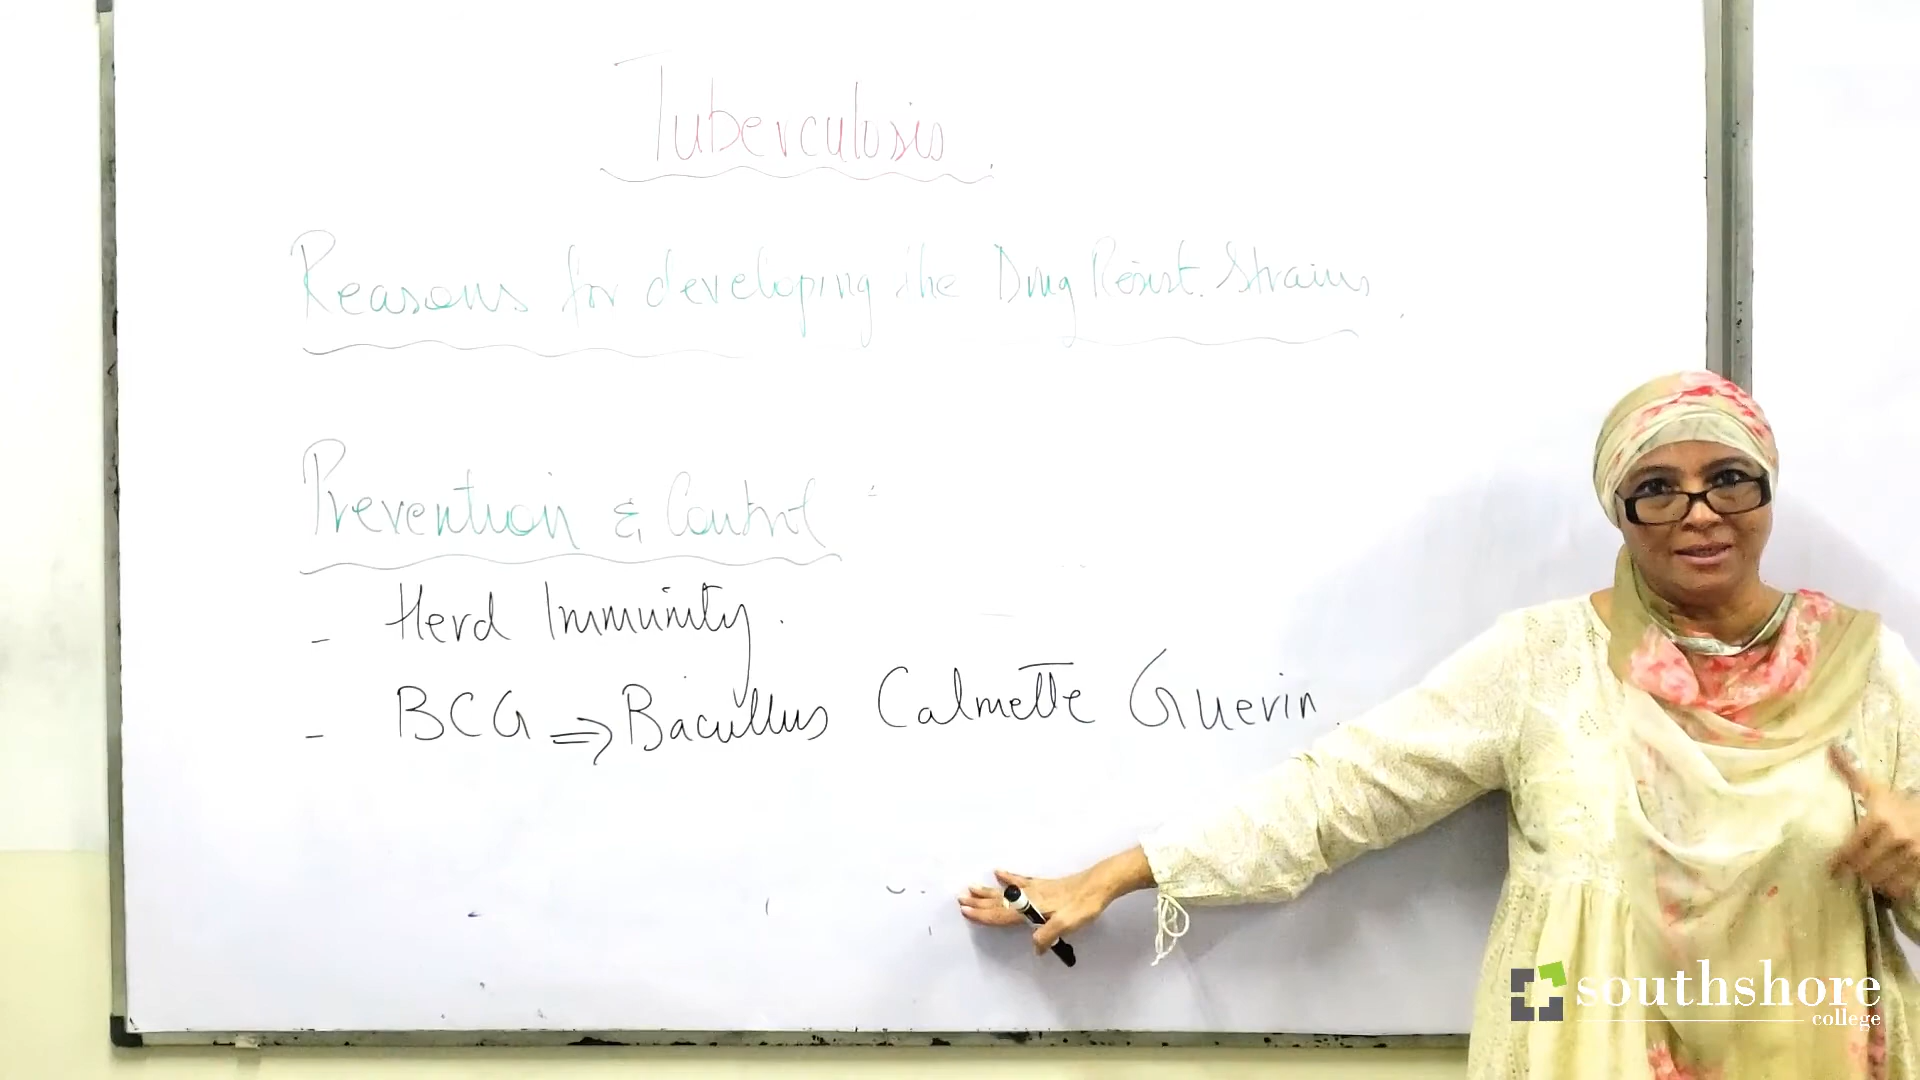 Tuberculosis
Reasons for developing the Drug Resist. Strains
Prevention & Control :
- Herd Immunity.
- BCG ⇒ Bacillus Calmette Guerin
southshore
college